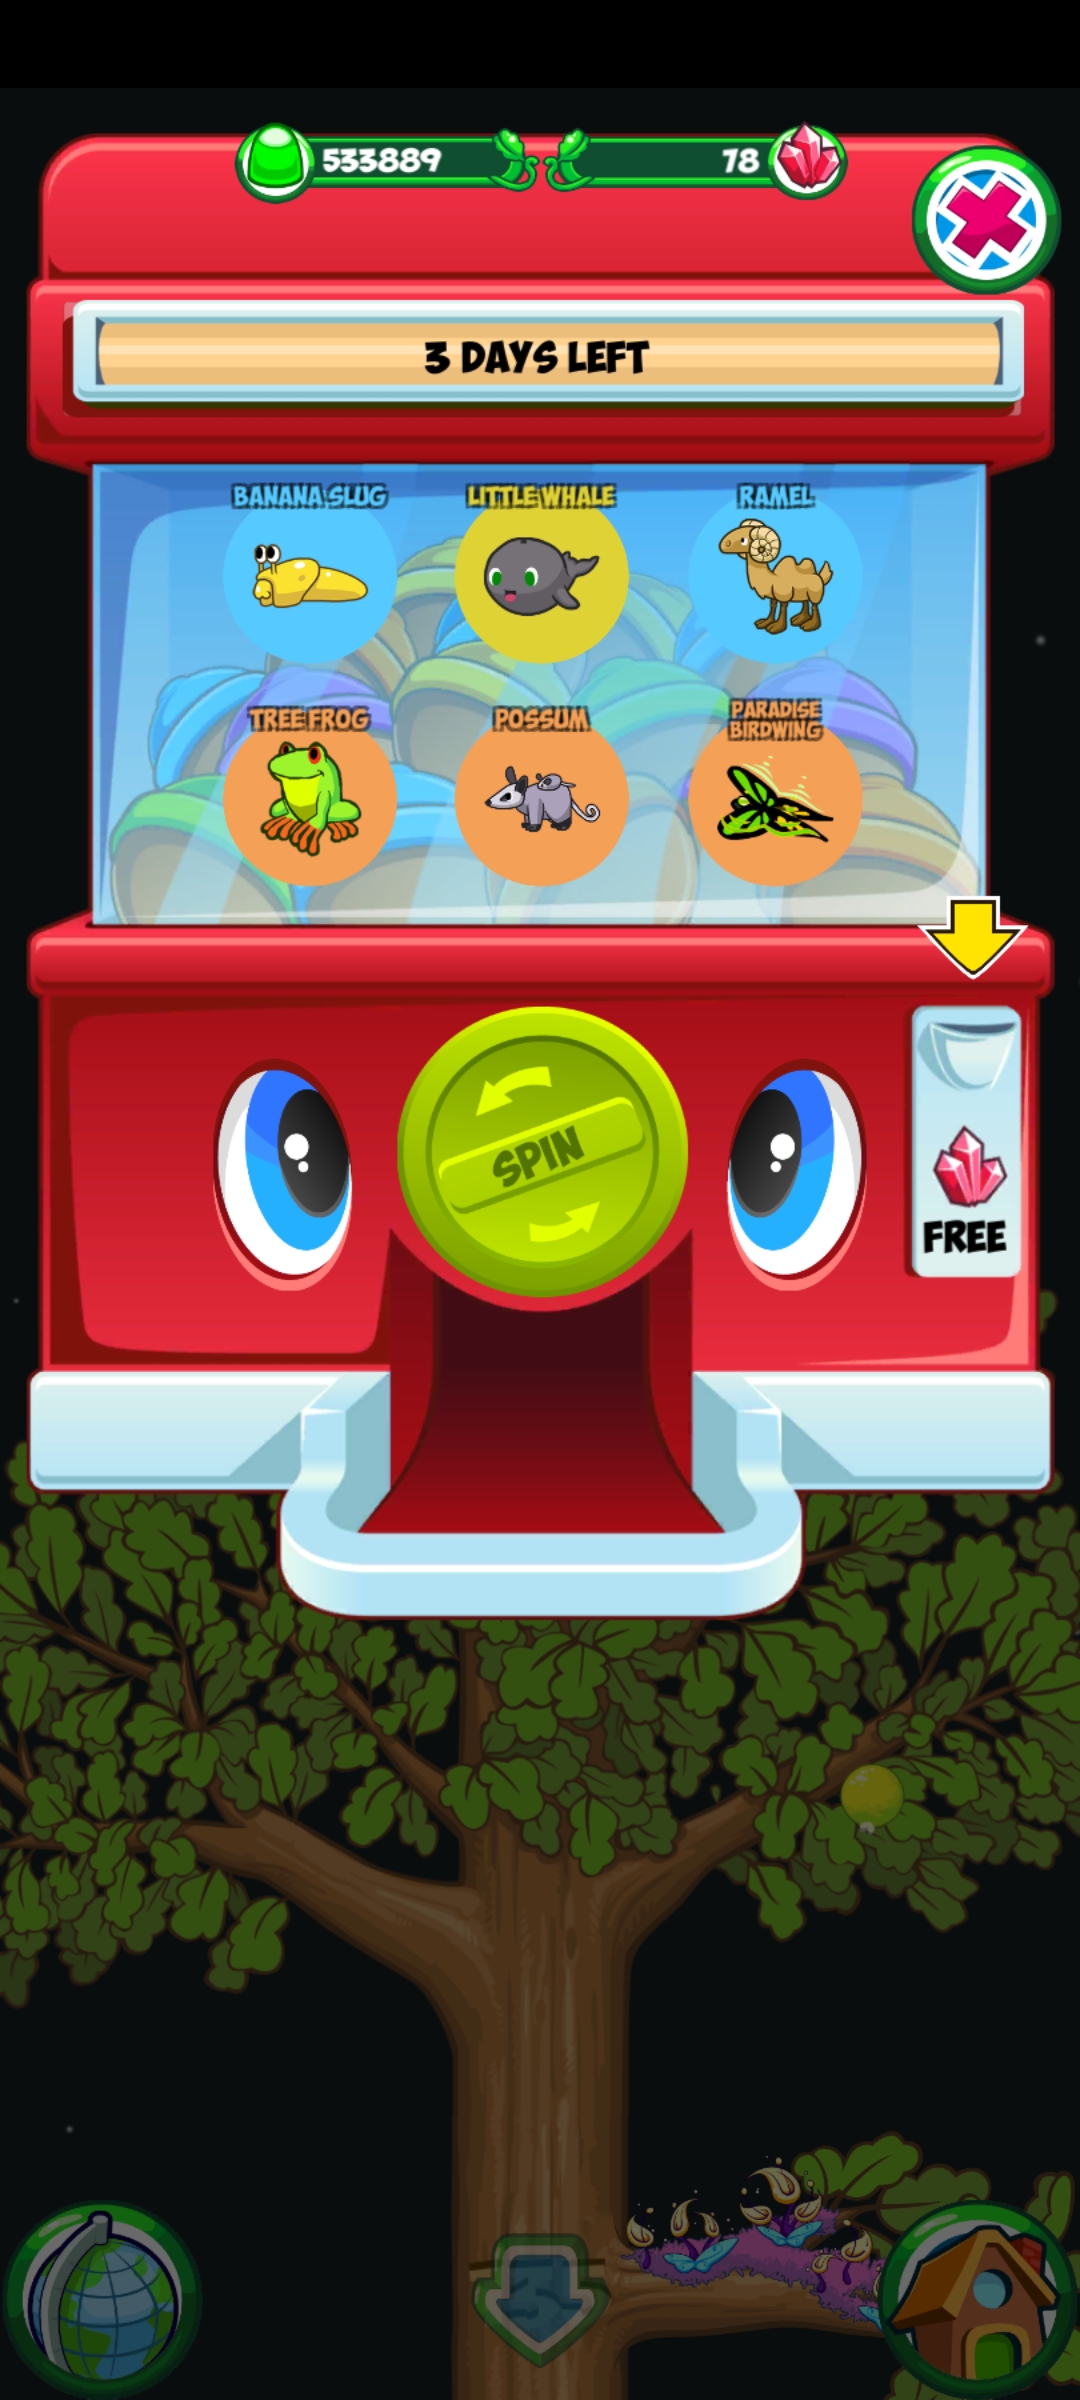 533889
78
3 DAYS LEFT
BANANA SLUG
LITTLE WHALE
RAMEL
TREE FROG
POSSUM
PARADISE
BIRDWING
SPIN
FREE